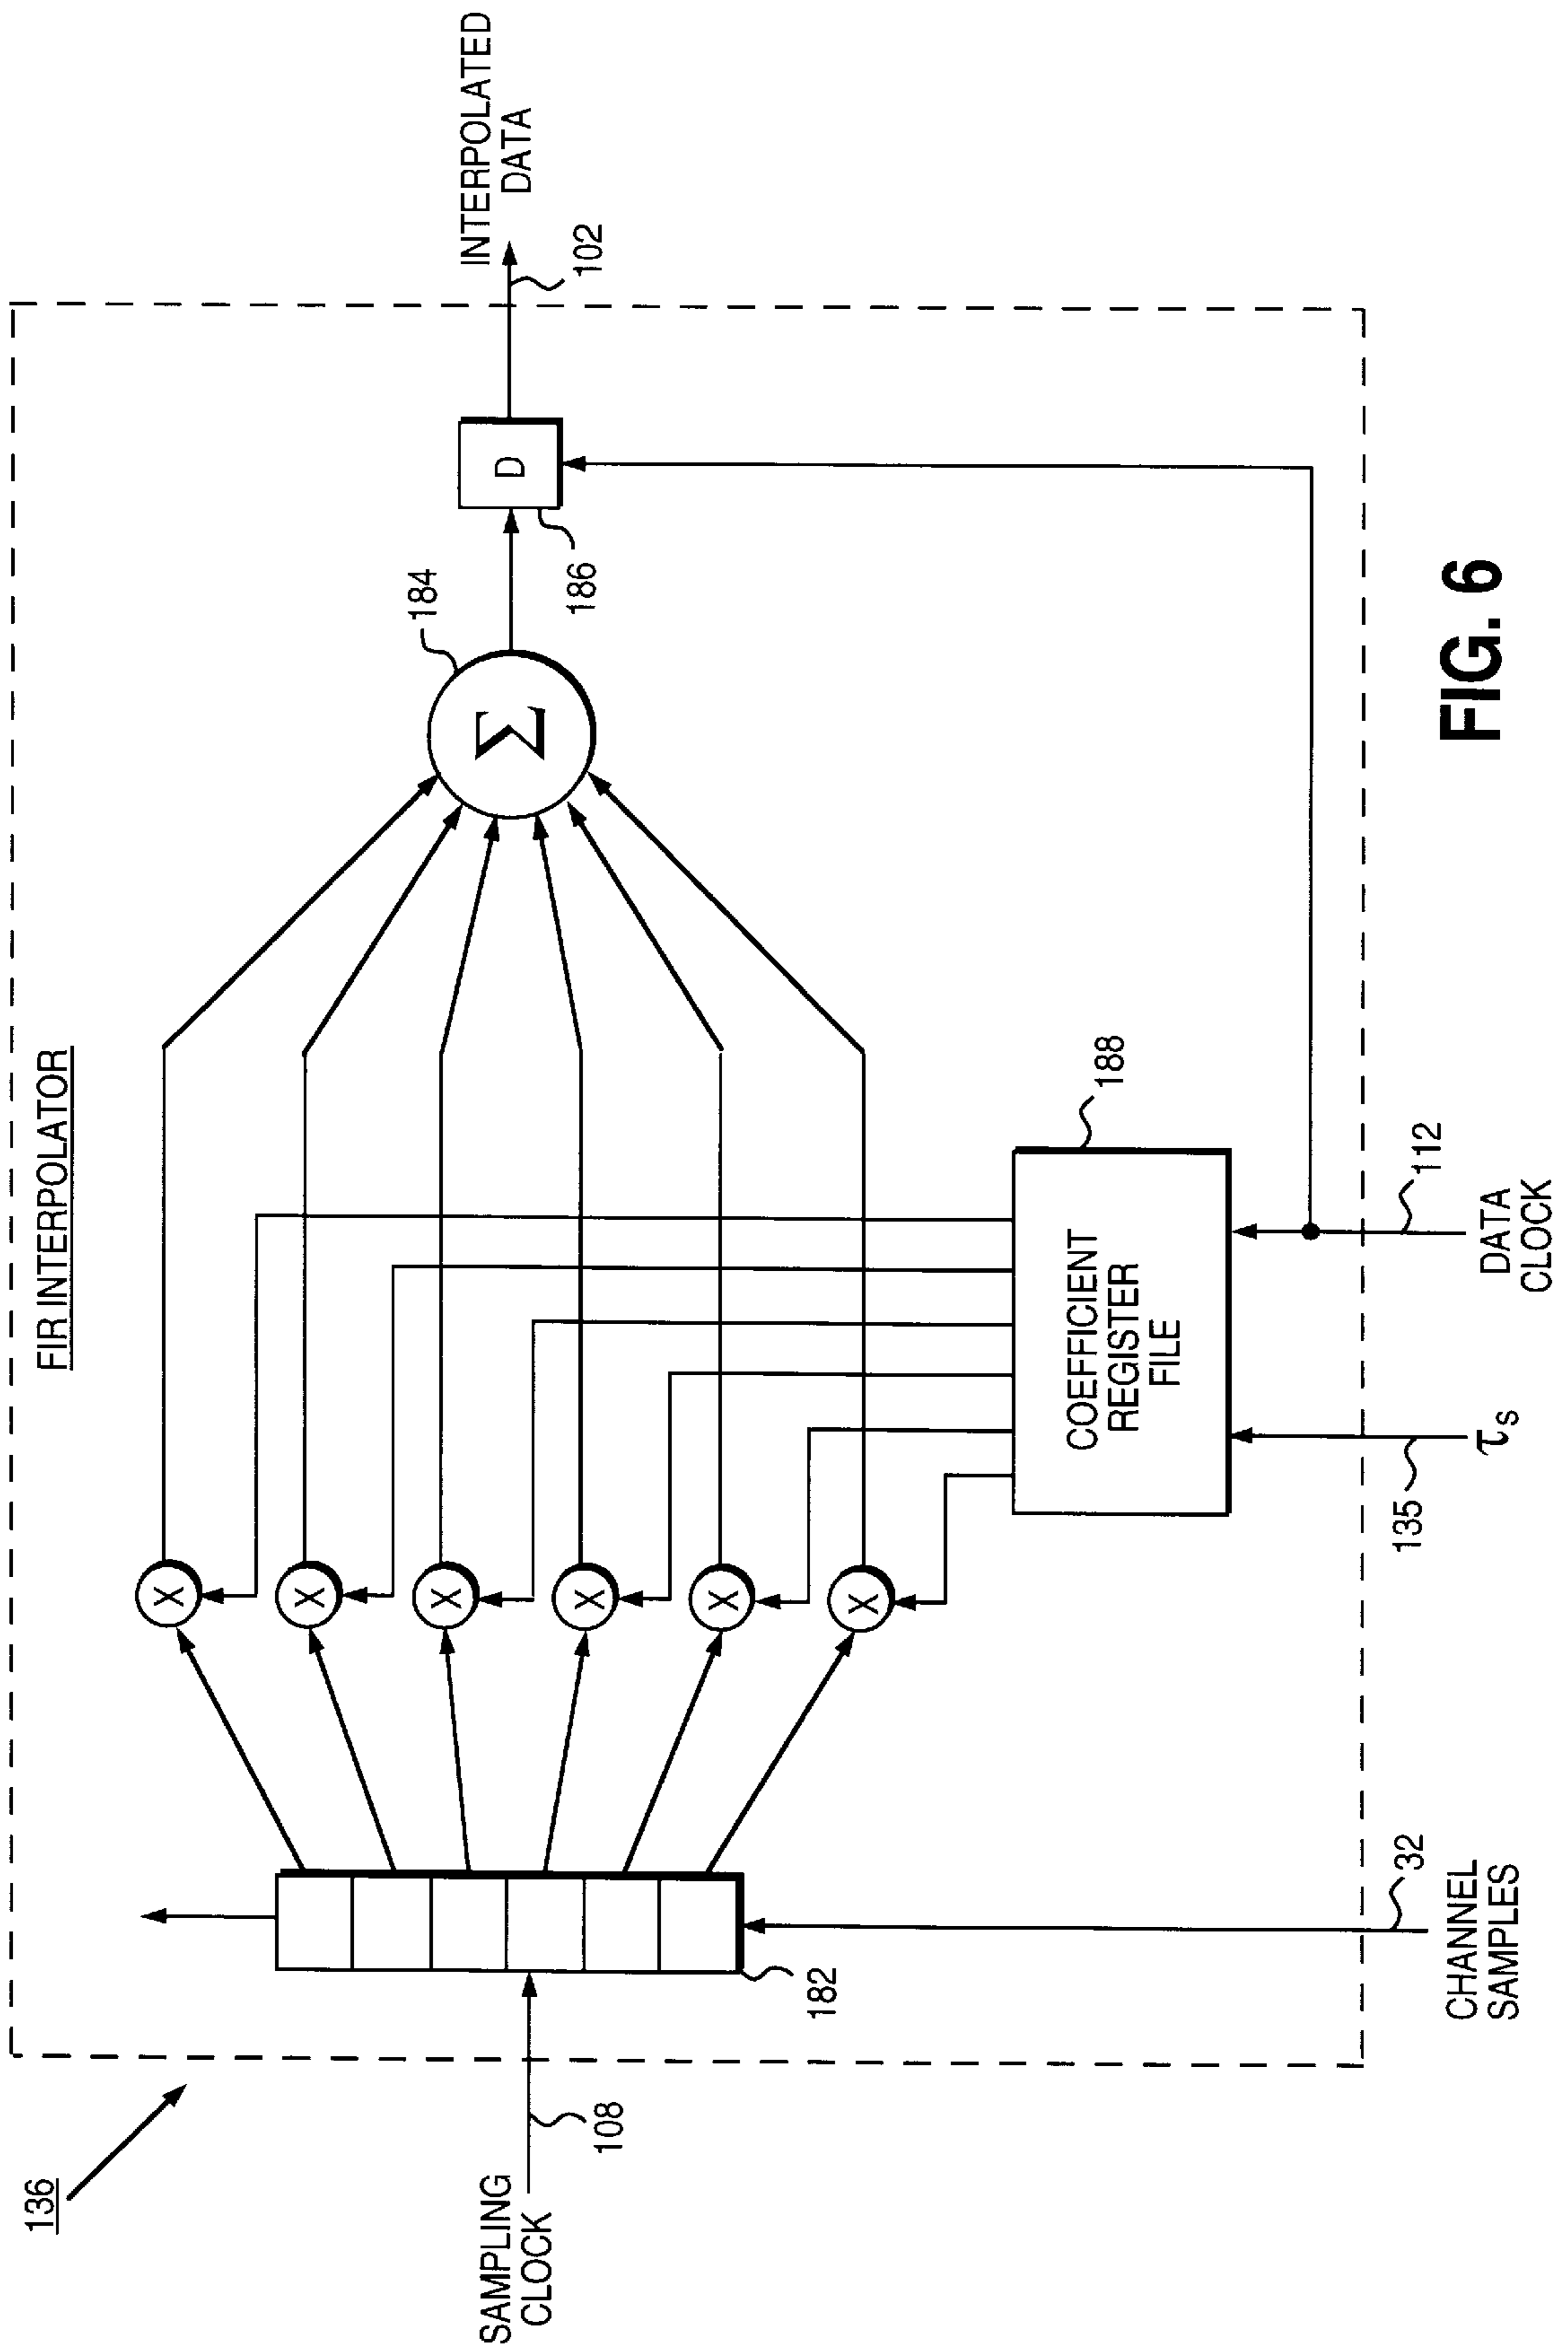 FIR INTERPOLATOR
136
SAMPLING
CLOCK
108
182
CHANNEL
SAMPLES
32
X
X
X
X
X
X
COEFFICIENT
REGISTER
FILE
188
τs
135
DATA
CLOCK
112
Σ
184
D
186
INTERPOLATED
DATA
102
FIG. 6